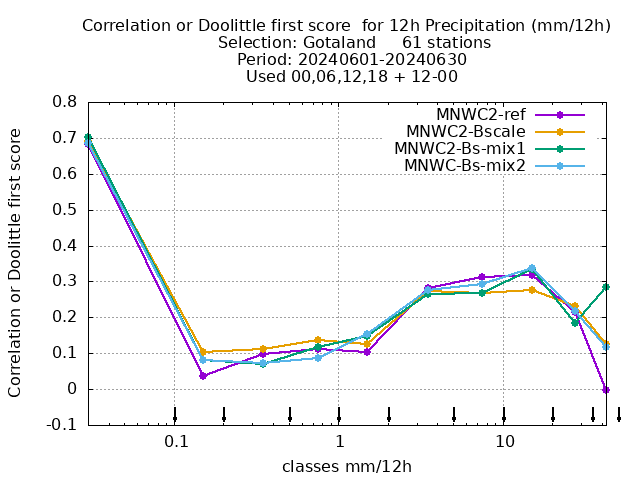 Correlation or Doolittle first score  for 12h Precipitation (mm/12h)
Selection: Gotaland     61 stations
Period: 20240601-20240630
Used 00,06,12,18 + 12-00
Correlation or Doolittle first score
0.8
0.7
0.6
0.5
0.4
0.3
0.2
0.1
0
-0.1
MNWC2-ref
MNWC2-Bscale
MNWC2-Bs-mix1
MNWC-Bs-mix2
0.1
1
10
classes mm/12h